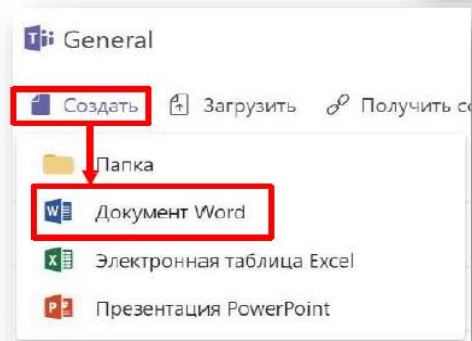 General
Создать Загрузить Получить
Папка
Документ Word
Электронная таблица Excel
Презентация PowerPoint